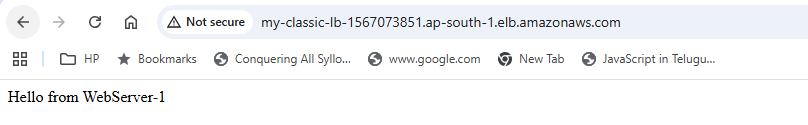 Not secure my-classic-lb-1567073851.ap-south-1.elb.amazonaws.com
HP Bookmarks Conquering All Syllo... www.google.com New Tab JavaScript in Telugu...
Hello from WebServer-1